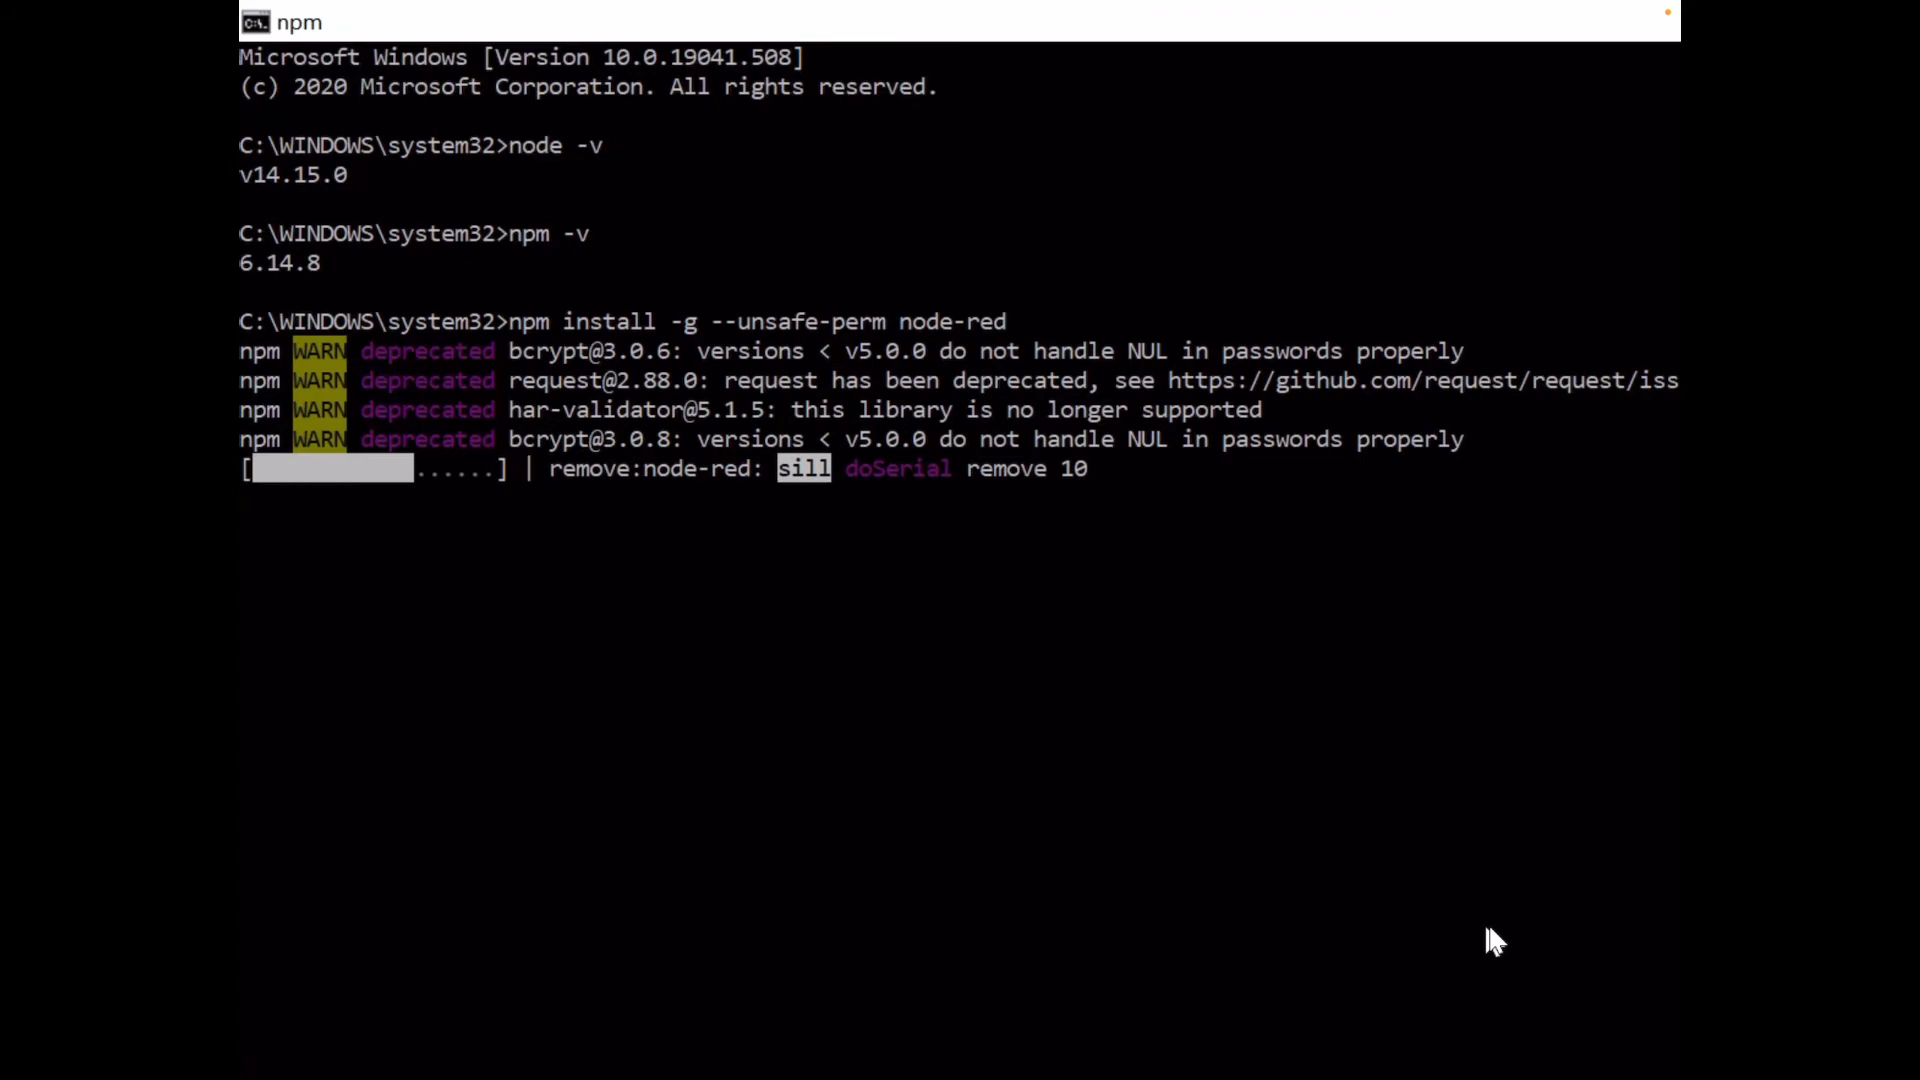 npm
Microsoft Windows [Version 10.0.19041.508]
(c) 2020 Microsoft Corporation. All rights reserved.
C:\WINDOWS\system32>node -v
v14.15.0
C:\WINDOWS\system32>npm -v
6.14.8
C:\WINDOWS\system32>npm install -g --unsafe-perm node-red
npm WARN deprecated bcrypt@3.0.6: versions < v5.0.0 do not handle NUL in passwords properly
npm WARN deprecated request@2.88.0: request has been deprecated, see https://github.com/request/request/iss
npm WARN deprecated har-validator@5.1.5: this library is no longer supported
npm WARN deprecated bcrypt@3.0.8: versions < v5.0.0 do not handle NUL in passwords properly
[ ......] | remove:node-red: sill doSerial remove 10